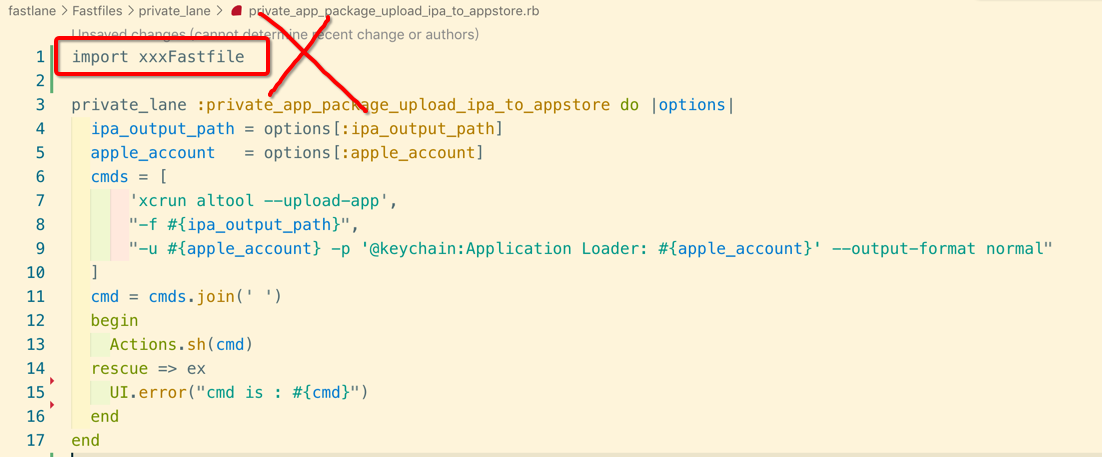 fastlane > Fastfiles > private_lane > private_app_package_upload_ipa_to_appstore.rb
Unsaved changes (cannot determine recent change or authors)
1 import xxxFastfile
2
3 private_lane :private_app_package_upload_ipa_to_appstore do |options|
4 ipa_output_path = options[:ipa_output_path]
5 apple_account = options[:apple_account]
6 cmds = [
7 'xcrun altool --upload-app',
8 "-f #{ipa_output_path}",
9 "-u #{apple_account} -p '@keychain:Application Loader: #{apple_account}' --output-format normal"
10 ]
11 cmd = cmds.join(' ')
12 begin
13 Actions.sh(cmd)
14 rescue => ex
15 UI.error("cmd is : #{cmd}")
16 end
17 end